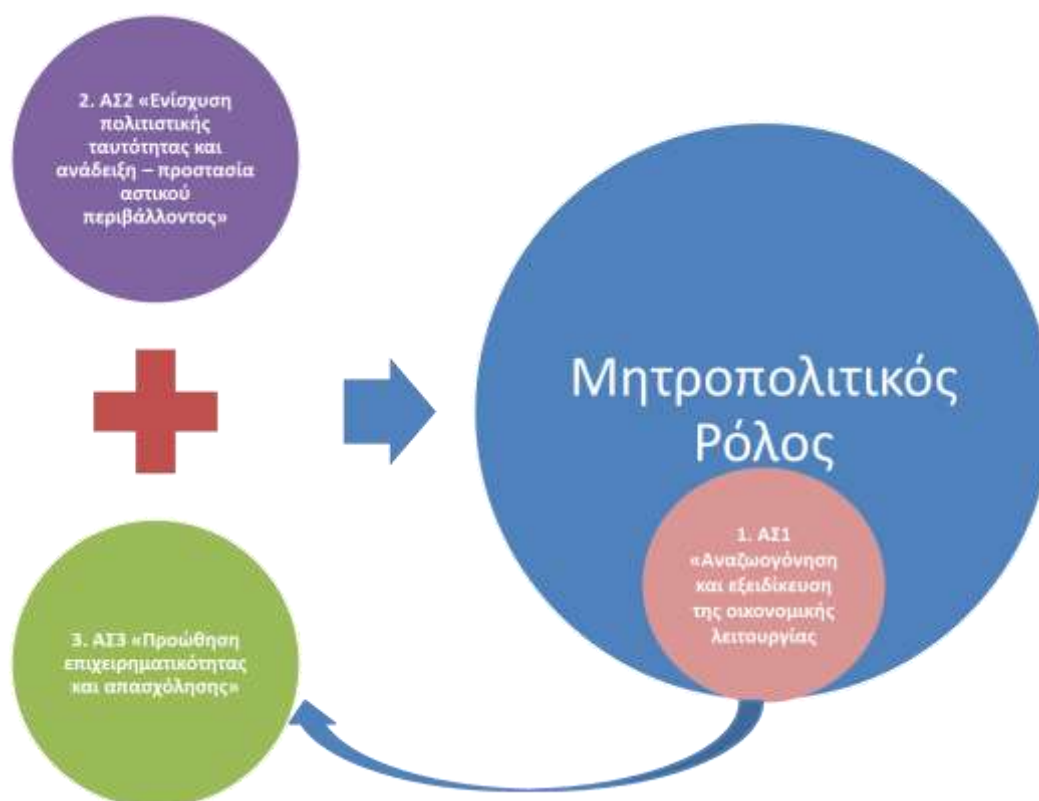 2. ΑΣ2 «Ενίσχυση
πολιτιστικής
ταυτότητας και
ανάδειξη – προστασία
αστικού
περιβάλλοντος»
Μητροπολιτικός
Ρόλος
1. ΑΣ1
«Αναζωογόνηση
και εξειδίκευση
της οικονομικής
λειτουργίας
3. ΑΣ3 «Προώθηση
επιχειρηματικότητας
και απασχόλησης»